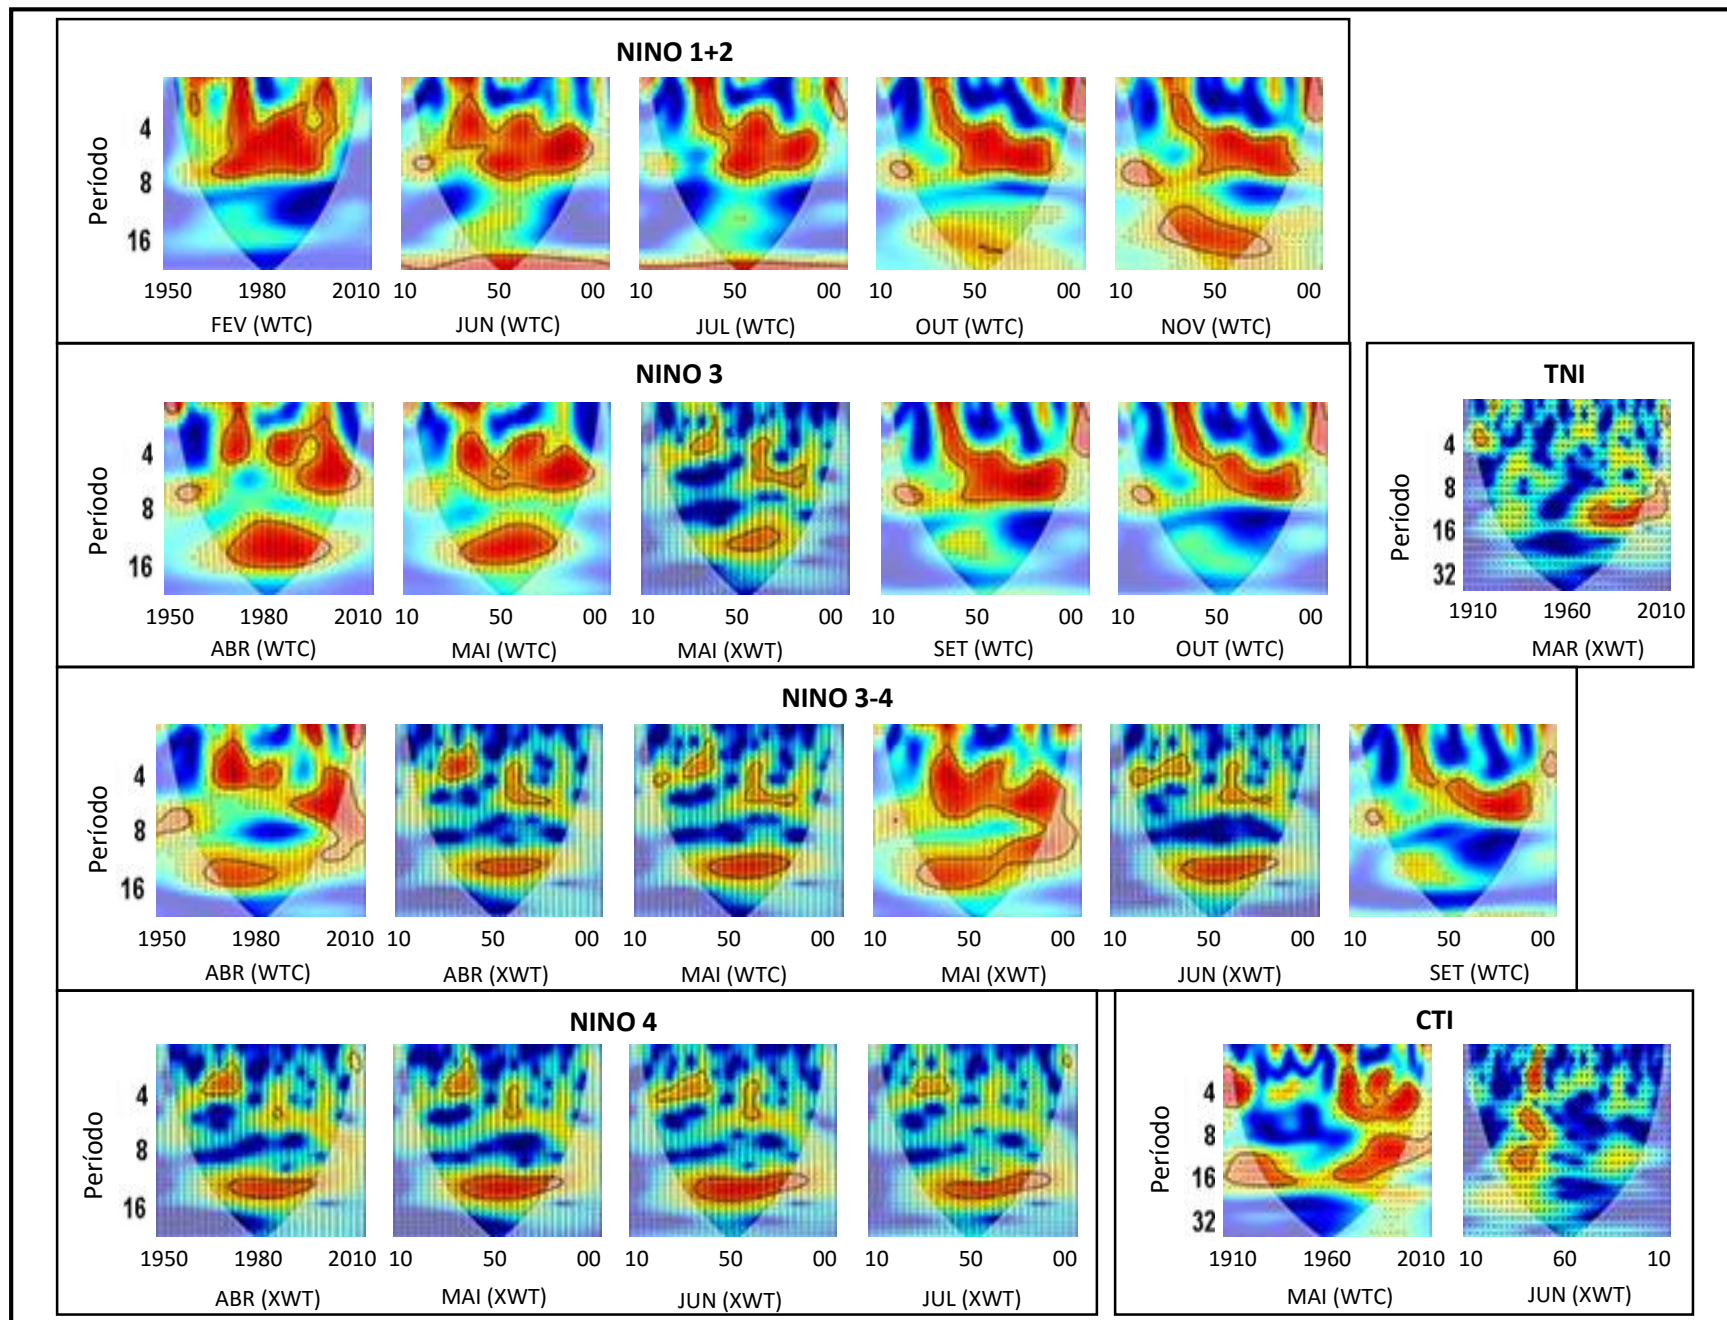 NINO 1+2
Período
4
8
16
1950 1980 2010 10 50 00 10 50 00 10 50 00 10 50 00
FEV (WTC) JUN (WTC) JUL (WTC) OUT (WTC) NOV (WTC)
NINO 3
Período
4
8
16
1950 1980 2010 10 50 00 10 50 00 10 50 00 10 50 00
ABR (WTC) MAI (WTC) MAI (XWT) SET (WTC) OUT (WTC)
TNI
Período
4
8
16
32
1910 1960 2010
MAR (XWT)
NINO 3-4
Período
4
8
16
1950 1980 2010 10 50 00 10 50 00 10 50 00 10 50 00 10 50 00
ABR (WTC) ABR (XWT) MAI (WTC) MAI (XWT) JUN (XWT) SET (WTC)
NINO 4
Período
4
8
16
1950 1980 2010 10 50 00 10 50 00 10 50 00
ABR (XWT) MAI (XWT) JUN (XWT) JUL (XWT)
CTI
Período
4
8
16
32
1910 1960 2010 10 60 10
MAI (WTC) JUN (XWT)